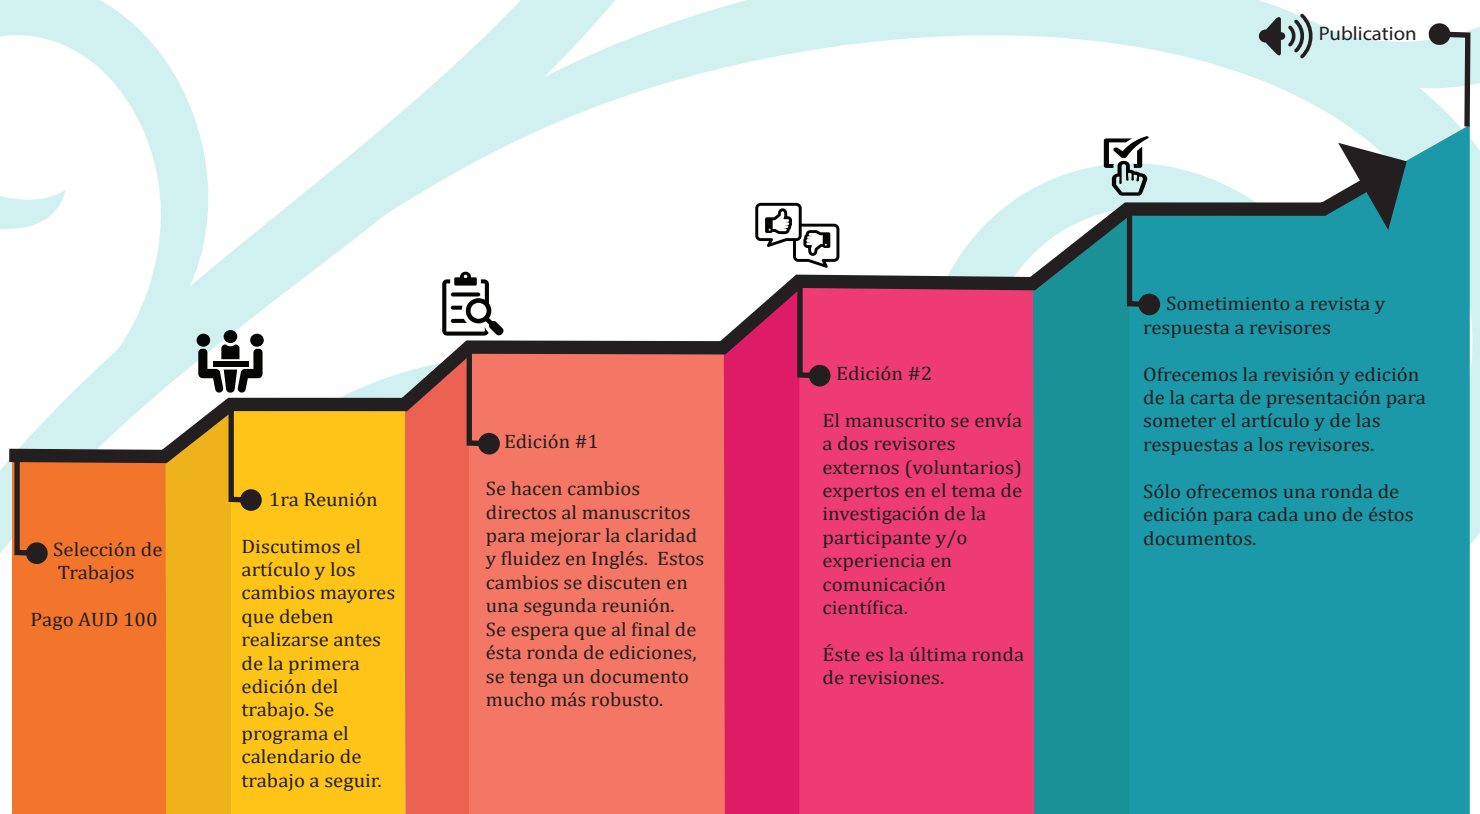 Publication
Selección de
Trabajos
Pago AUD 100
1ra Reunión
Discutimos el
artículo y los
cambios mayores
que deben
realizarse antes
de la primera
edición del
trabajo. Se
programa el
calendario de
trabajo a seguir.
Edición #1
Se hacen cambios
directos al manuscritos
para mejorar la claridad
y fluidez en Inglés.  Estos
cambios se discuten en
una segunda reunión.
Se espera que al final de
ésta ronda de ediciones,
se tenga un documento
mucho más robusto.
Edición #2
El manuscrito se envía
a dos revisores
externos (voluntarios)
expertos en el tema de
investigación de la
participante y/o
experiencia en
comunicación
científica.
Éste es la última ronda
de revisiones.
Sometimiento a revista y
respuesta a revisores
Ofrecemos la revisión y edición
de la carta de presentación para
someter el artículo y de las
respuestas a los revisores.
Sólo ofrecemos una ronda de
edición para cada uno de éstos
documentos.